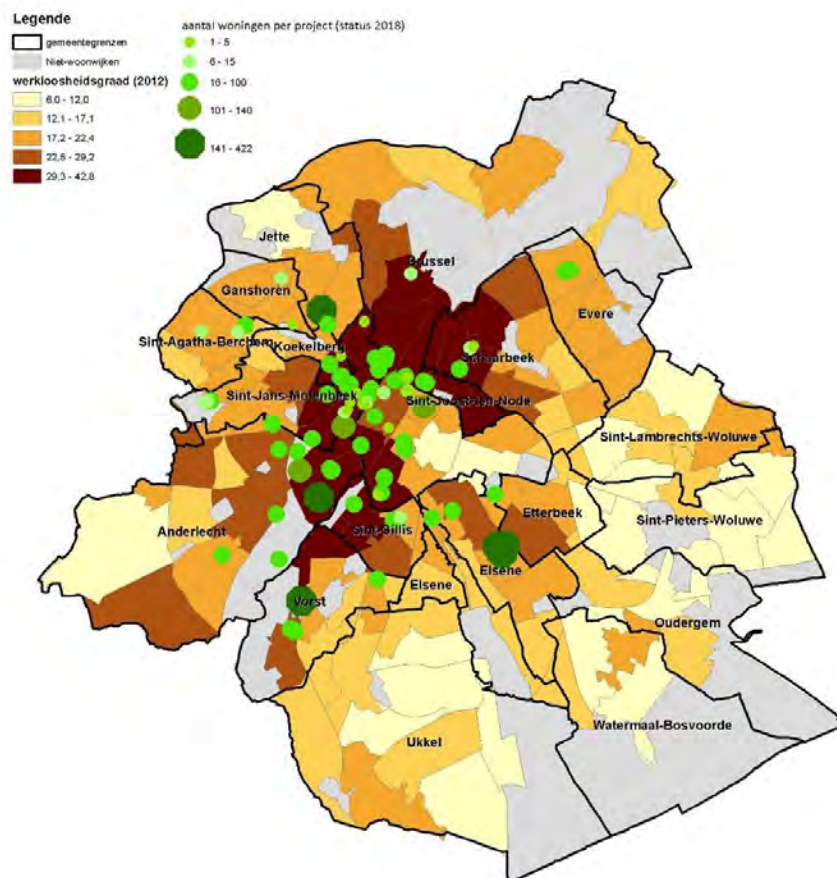 Legende
gemeentegrenzen
Niet-woonwijken
werkloosheidsgraad (2012)
6,0 - 12,0
12,1 - 17,1
17,2 - 22,4
22,5 - 29,2
29,3 - 42,8
aantal woningen per project (status 2018)
1 - 5
6 - 15
16 - 100
101 - 140
141 - 422
Jette
Brussel
Ganshoren
Evere
Sint-Agatha-Berchem
Koekelberg
Schaarbeek
Sint-Jans-Molenbeek
Sint-Joost-ten-Node
Sint-Lambrechts-Woluwe
Anderlecht
Sint-Gillis
Etterbeek
Sint-Pieters-Woluwe
Elsene
Elsene
Vorst
Oudergem
Watermaal-Bosvoorde
Ukkel